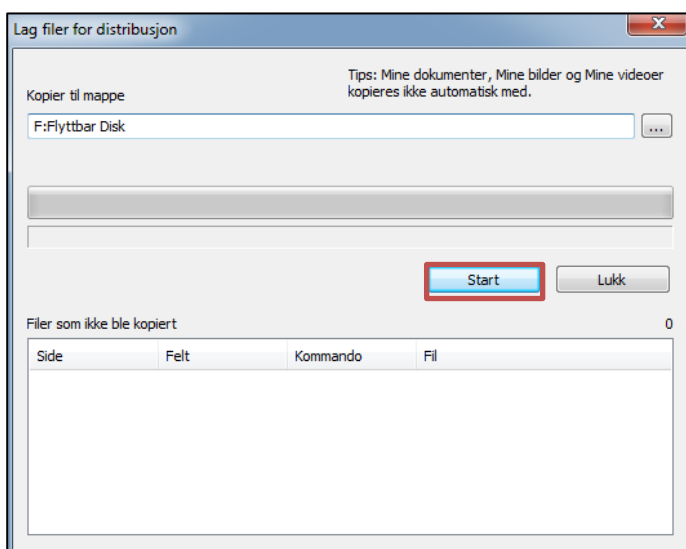 Lag filer for distribusjon
Tips: Mine dokumenter, Mine bilder og Mine videoer
kopieres ikke automatisk med.
Kopier til mappe
F:Flyttbar Disk
...
Start
Lukk
Filer som ikke ble kopiert
0
Side
Felt
Kommando
Fil